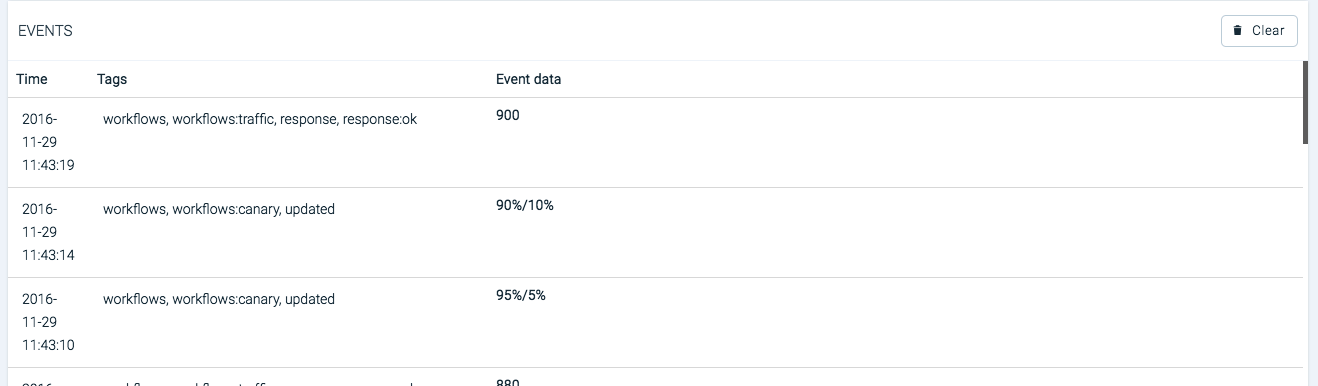 EVENTS
Clear
Time Tags Event data
2016-
11-29
11:43:19
workflows, workflows:traffic, response, response:ok
900
2016-
11-29
11:43:14
workflows, workflows:canary, updated
90%/10%
2016-
11-29
11:43:10
workflows, workflows:canary, updated
95%/5%
880